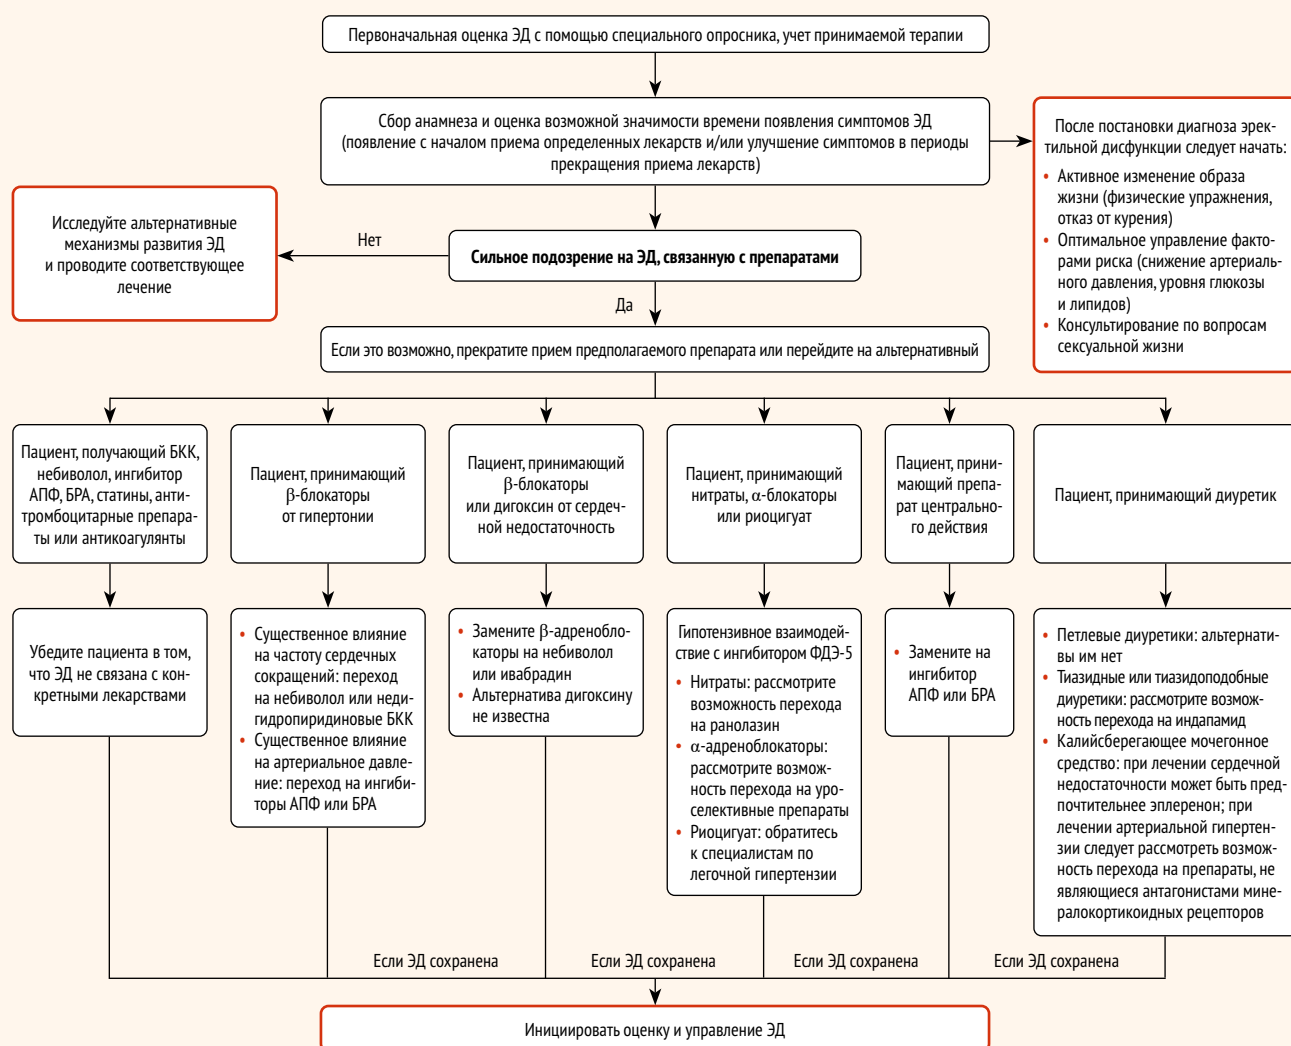 Первоначальная оценка ЭД с помощью специального опросника, учет принимаемой терапии
Сбор анамнеза и оценка возможной значимости времени появления симптомов ЭД
(появление с началом приема определенных лекарств и/или улучшение симптомов в периоды
прекращения приема лекарств)
После постановки диагноза эрек-
тильной дисфункции следует начать:
• Активное изменение образа
жизни (физические упражнения,
отказ от курения)
• Оптимальное управление факто-
рами риска (снижение артериаль-
ного давления, уровня глюкозы
и липидов)
• Консультирование по вопросам
сексуальной жизни
Исследуйте альтернативные
механизмы развития ЭД
и проводите соответствующее
лечение
Нет
Сильное подозрение на ЭД, связанную с препаратами
Да
Если это возможно, прекратите прием предполагаемого препарата или перейдите на альтернативный
Пациент, получающий БКК,
небиволол, ингибитор
АПФ, БРА, статины, анти-
тромбоцитарные препара-
ты или антикоагулянты
Пациент, принимающий
β-блокаторы
от гипертонии
Пациент, принимающий
β-блокаторы
или дигоксин от сердеч-
ной недостаточность
Пациент, принимающий
нитраты, α-блокаторы
или риоцигуат
Пациент, прини-
мающий препа-
рат центрально-
го действия
Пациент, принимающий диуретик
Убедите пациента в том,
что ЭД не связана с кон-
кретными лекарствами
• Существенное влияние
на частоту сердечных
сокращений: переход
на небиволол или неди-
гидропиридиновые БКК
• Существенное влияние
на артериальное давле-
ние: переход на ингиби-
торы АПФ или БРА
• Замените β-адренобло-
каторы на небиволол
или ивабрадин
• Альтернатива дигоксину
не известна
Гипотензивное взаимодей-
ствие с ингибитором ФДЭ-5
• Нитраты: рассмотрите
возможность перехода
на ранолазин
• α-адреноблокаторы:
рассмотрите возмож-
ность перехода на уро-
селективные препараты
• Риоцигуат: обратитесь
к специалистам по
легочной гипертензии
• Замените на
ингибитор
АПФ или БРА
• Петлевые диуретики: альтернати-
вы им нет
• Тиазидные или тиазидоподобные
диуретики: рассмотрите возмож-
ность перехода на индапамид
• Калийсберегающее мочегонное
средство: при лечении сердечной
недостаточности может быть пред-
почтительнее эплеренон; при
лечении артериальной гипертен-
зии следует рассмотреть возмож-
ность перехода на препараты, не
являющиеся антагонистами мине-
ралокортикоидных рецепторов
Если ЭД сохранена
Если ЭД сохранена
Если ЭД сохранена
Если ЭД сохранена
Инициировать оценку и управление ЭД